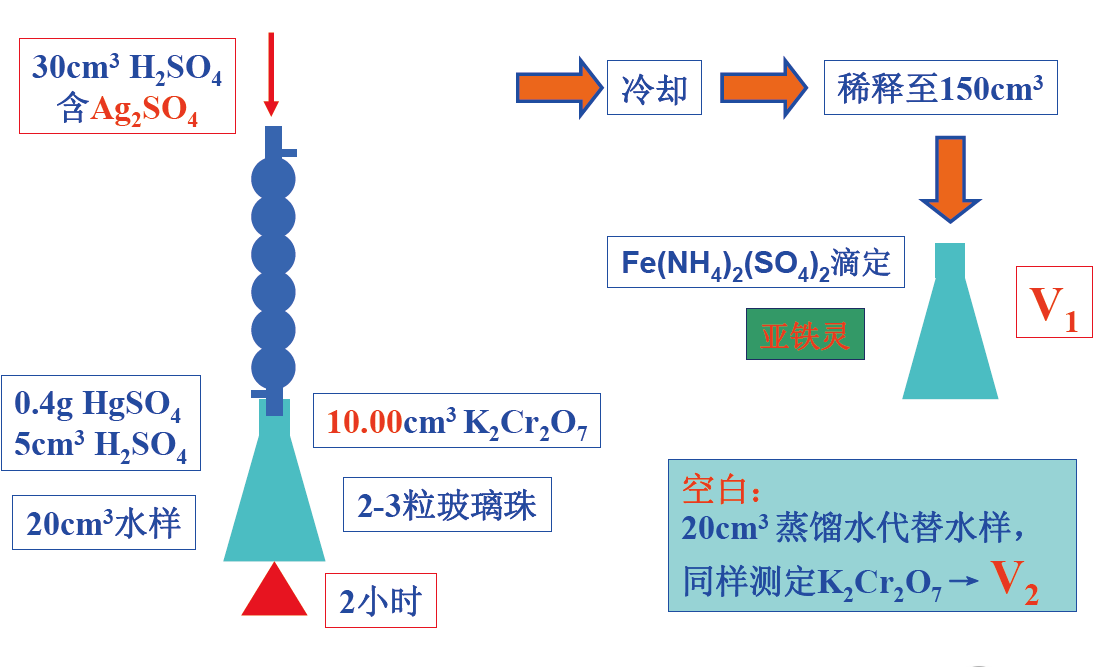 30cm³ H₂SO₄
含Ag₂SO₄
冷却
稀释至150cm³
Fe(NH₄)₂(SO₄)₂滴定
亚铁灵
V₁
0.4g HgSO₄
5cm³ H₂SO₄
10.00cm³ K₂Cr₂O₇
20cm³水样
2-3粒玻璃珠
2小时
空白：
20cm³ 蒸馏水代替水样，
同样测定K₂Cr₂O₇→ V₂